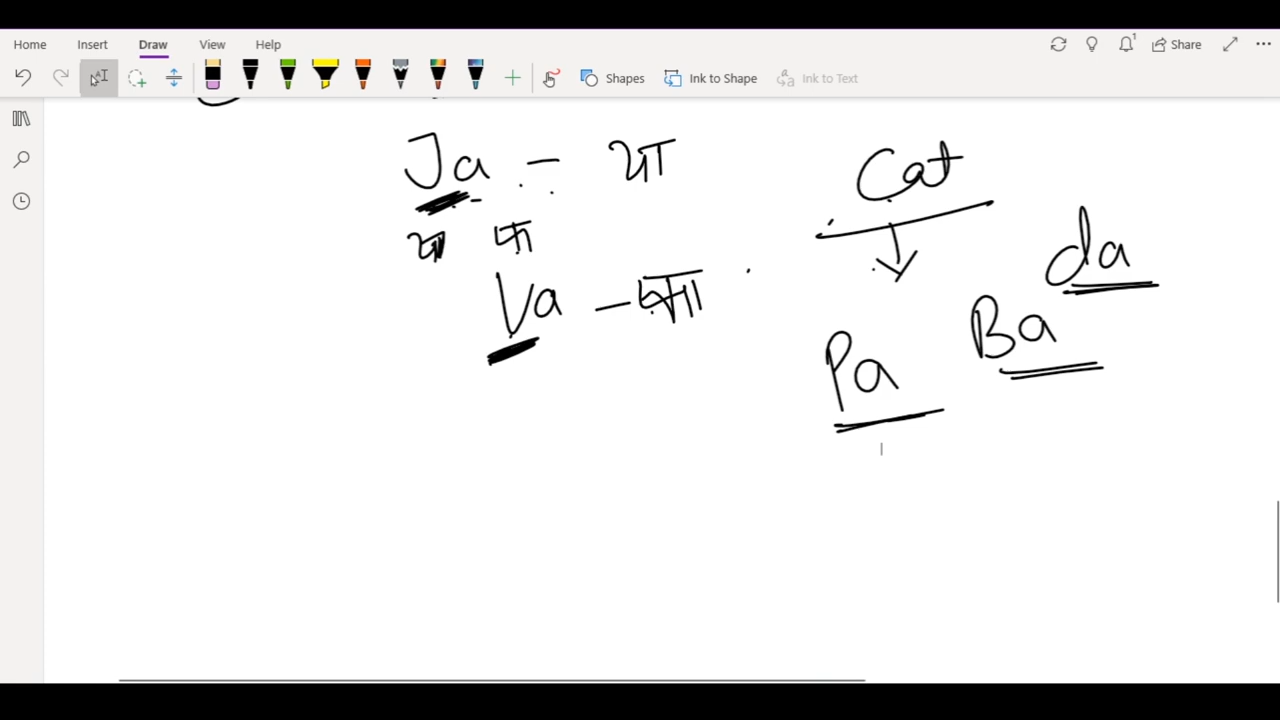 Home Insert Draw View Help Share
Shapes Ink to Shape Ink to Text
Ja - या
Cat
फ
Va -
da
Ba
Pa